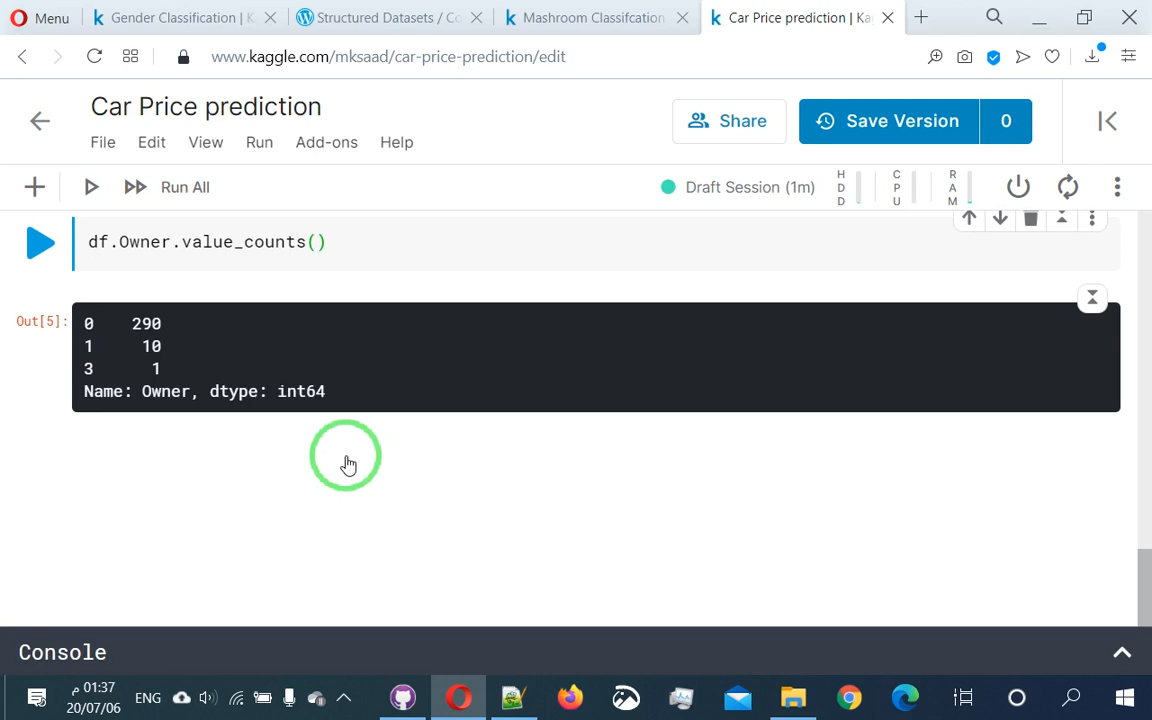 Menu
Gender Classification | K
Structured Datasets / Co
Mashroom Classifcation
Car Price prediction | Ka
www.kaggle.com/mksaad/car-price-prediction/edit
Car Price prediction
File Edit View Run Add-ons Help
Share
Save Version 0
Run All
Draft Session (1m)
HDD
CPU
RAM
df.Owner.value_counts()
Out[5]:
0 290
1 10
3 1
Name: Owner, dtype: int64
Console
01:37 م
20/07/06
ENG